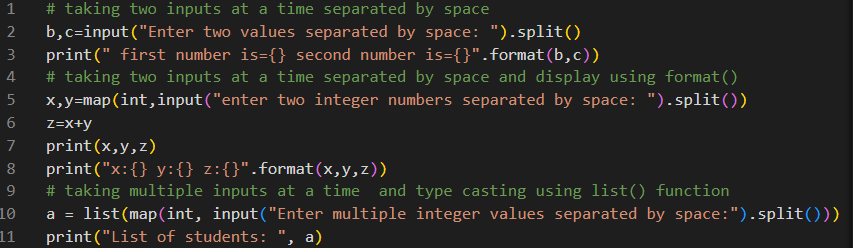 1 # taking two inputs at a time separated by space
2 b,c=input("Enter two values separated by space: ").split()
3 print(" first number is={} second number is={}".format(b,c))
4 # taking two inputs at a time separated by space and display using format()
5 x,y=map(int,input("enter two integer numbers separated by space: ").split())
6 z=x+y
7 print(x,y,z)
8 print("x:{} y:{} z:{}".format(x,y,z))
9 # taking multiple inputs at a time  and type casting using list() function
10 a = list(map(int, input("Enter multiple integer values separated by space:").split()))
11 print("List of students: ", a)